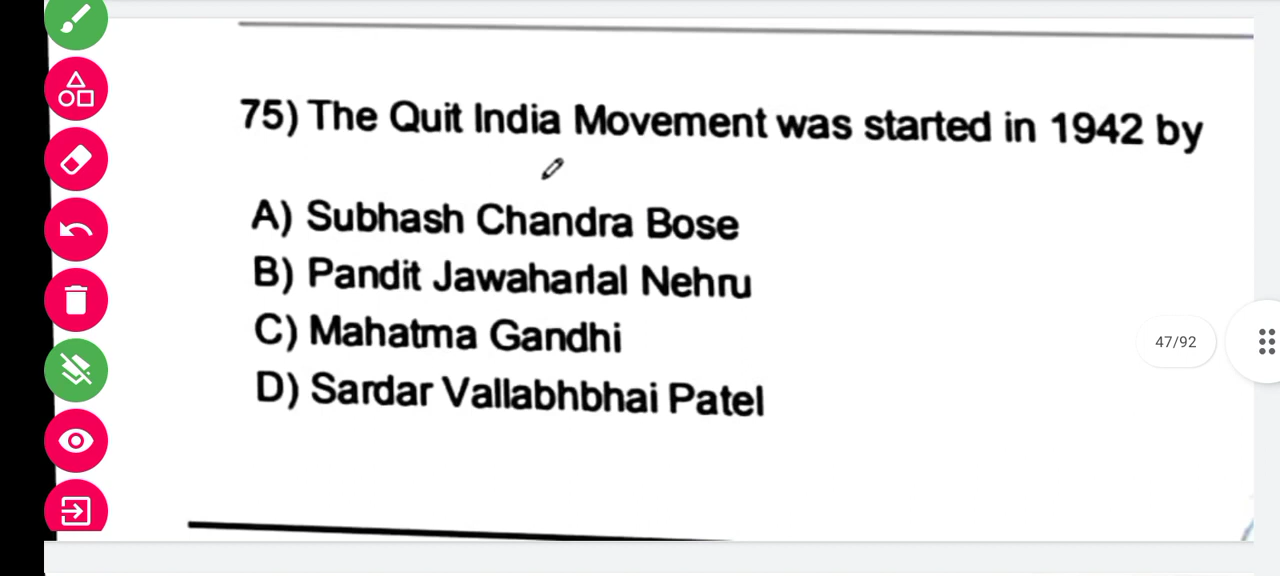 75) The Quit India Movement was started in 1942 by
A) Subhash Chandra Bose
B) Pandit Jawaharlal Nehru
C) Mahatma Gandhi
D) Sardar Vallabhbhai Patel
47/92